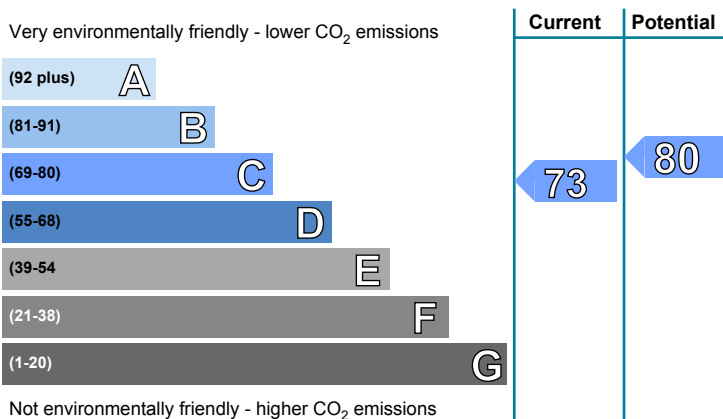 Very environmentally friendly - lower CO2 emissions
Current
Potential
(92 plus) A
(81-91) B
(69-80) C
(55-68) D
(39-54 E
(21-38) F
(1-20) G
73
80
Not environmentally friendly - higher CO2 emissions